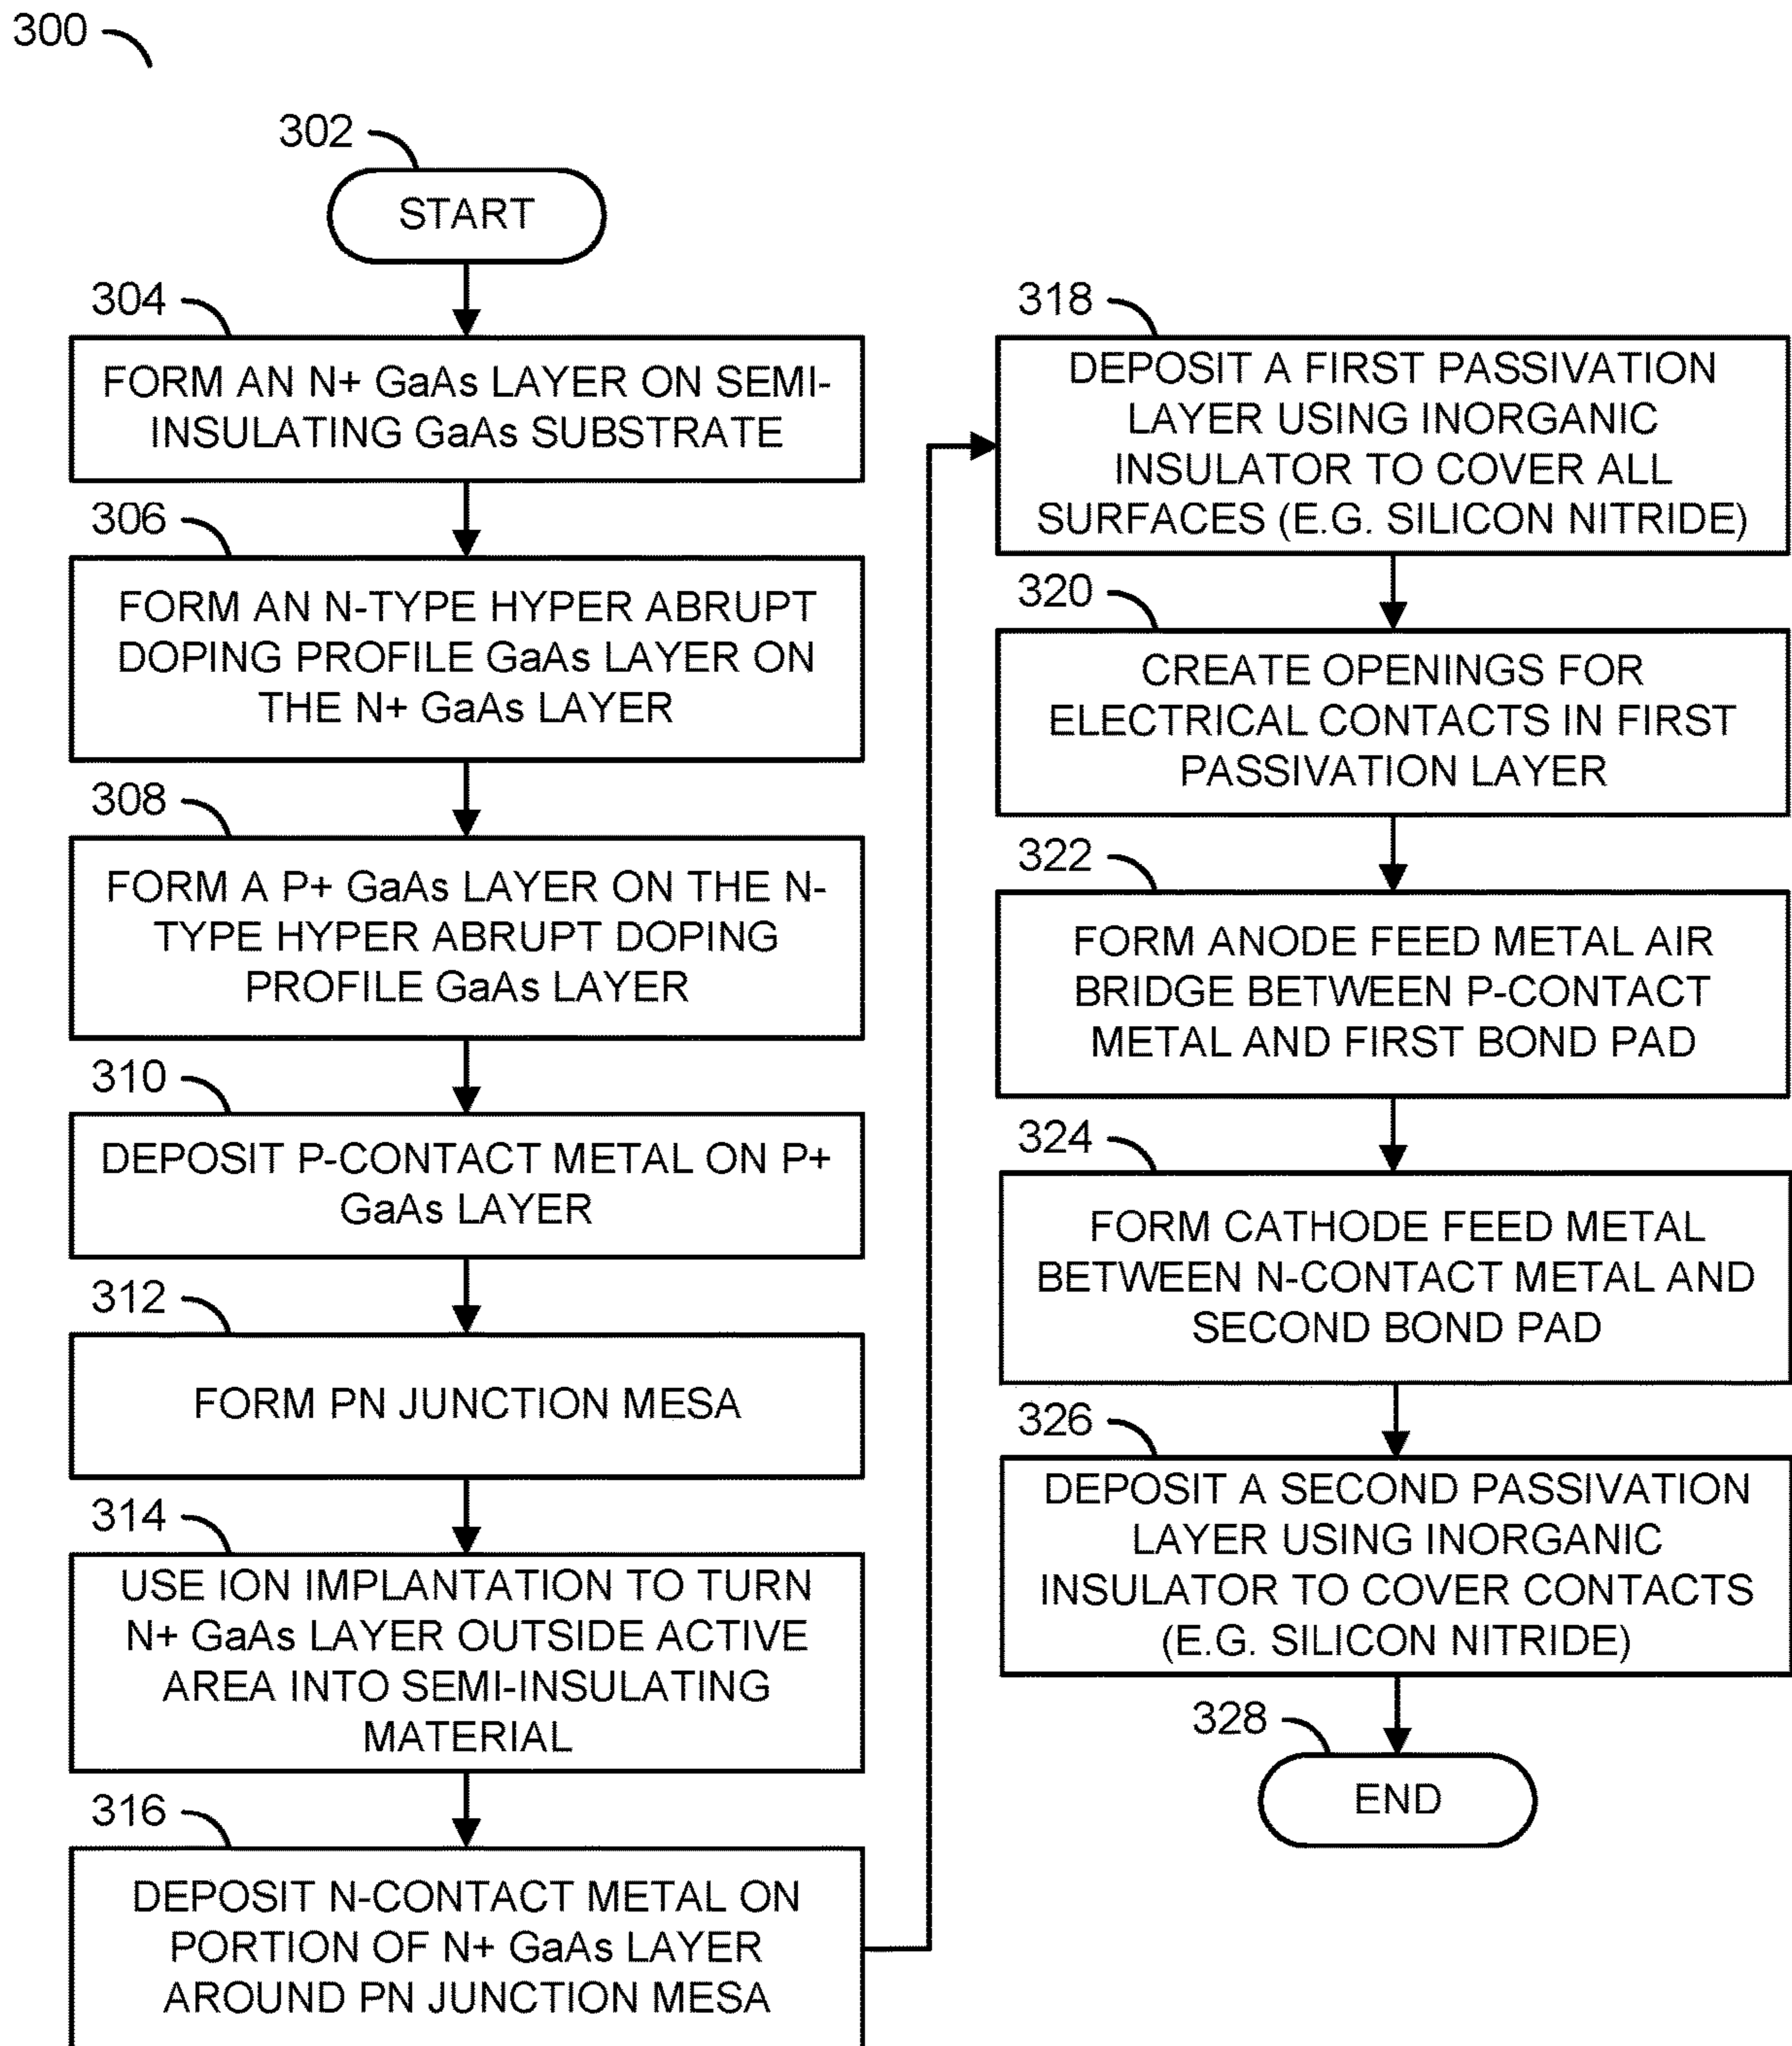 300
302
START
304
FORM AN N+ GaAs LAYER ON SEMI-
INSULATING GaAs SUBSTRATE
306
FORM AN N-TYPE HYPER ABRUPT
DOPING PROFILE GaAs LAYER ON
THE N+ GaAs LAYER
308
FORM A P+ GaAs LAYER ON THE N-
TYPE HYPER ABRUPT DOPING
PROFILE GaAs LAYER
310
DEPOSIT P-CONTACT METAL ON P+
GaAs LAYER
312
FORM PN JUNCTION MESA
314
USE ION IMPLANTATION TO TURN
N+ GaAs LAYER OUTSIDE ACTIVE
AREA INTO SEMI-INSULATING
MATERIAL
316
DEPOSIT N-CONTACT METAL ON
PORTION OF N+ GaAs LAYER
AROUND PN JUNCTION MESA
318
DEPOSIT A FIRST PASSIVATION
LAYER USING INORGANIC
INSULATOR TO COVER ALL
SURFACES (E.G. SILICON NITRIDE)
320
CREATE OPENINGS FOR
ELECTRICAL CONTACTS IN FIRST
PASSIVATION LAYER
322
FORM ANODE FEED METAL AIR
BRIDGE BETWEEN P-CONTACT
METAL AND FIRST BOND PAD
324
FORM CATHODE FEED METAL
BETWEEN N-CONTACT METAL AND
SECOND BOND PAD
326
DEPOSIT A SECOND PASSIVATION
LAYER USING INORGANIC
INSULATOR TO COVER CONTACTS
(E.G. SILICON NITRIDE)
328
END